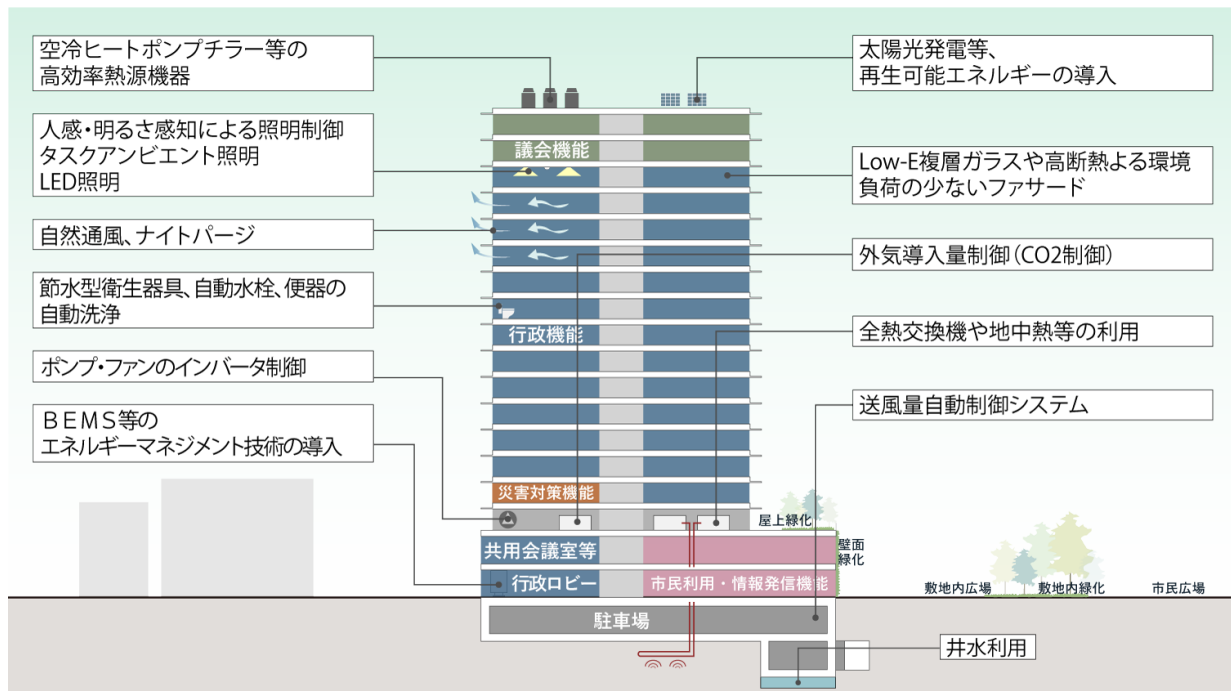 空冷ヒートポンプチラー等の
高効率熱源機器
人感・明るさ感知による照明制御
タスクアンビエント照明
LED照明
自然通風、ナイトパージ
節水型衛生器具、自動水栓、便器の
自動洗浄
ポンプ・ファンのインバータ制御
ＢＥＭＳ等の
エネルギーマネジメント技術の導入
議会機能
行政機能
災害対策機能
共用会議室等
行政ロビー
市民利用・情報発信機能
駐車場
太陽光発電等、
再生可能エネルギーの導入
Low-E複層ガラスや高断熱よる環境
負荷の少ないファサード
外気導入量制御（CO2制御）
全熱交換機や地中熱等の利用
送風量自動制御システム
屋上緑化
壁面
緑化
敷地内広場
敷地内緑化
市民広場
井水利用